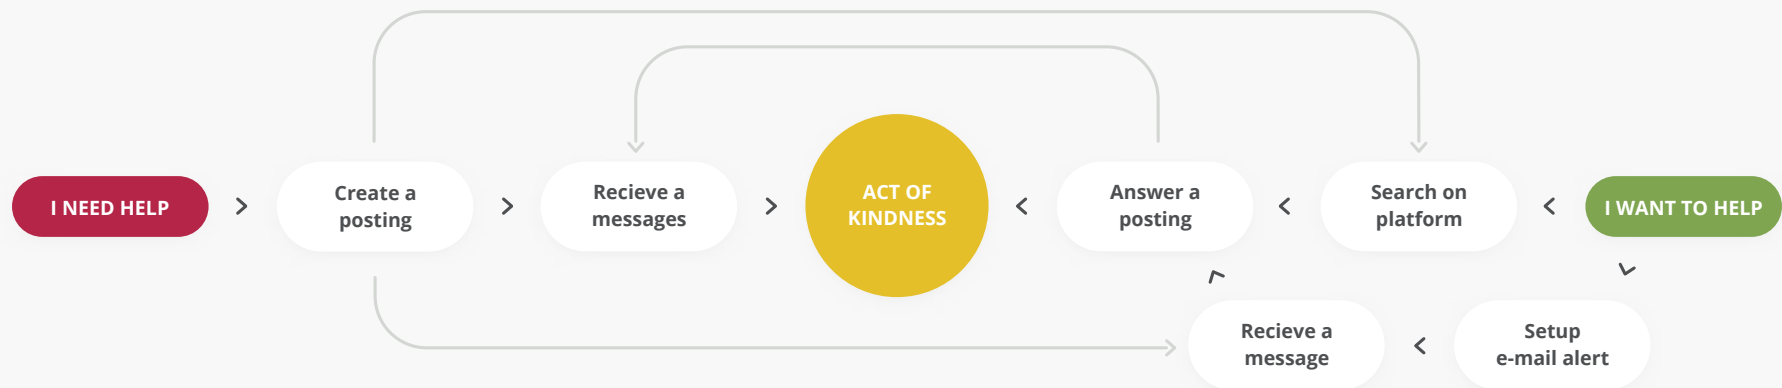 I NEED HELP
Create a
posting
Recieve a
messages
ACT OF
KINDNESS
Answer a
posting
Search on
platform
I WANT TO HELP
Recieve a
message
Setup
e-mail alert